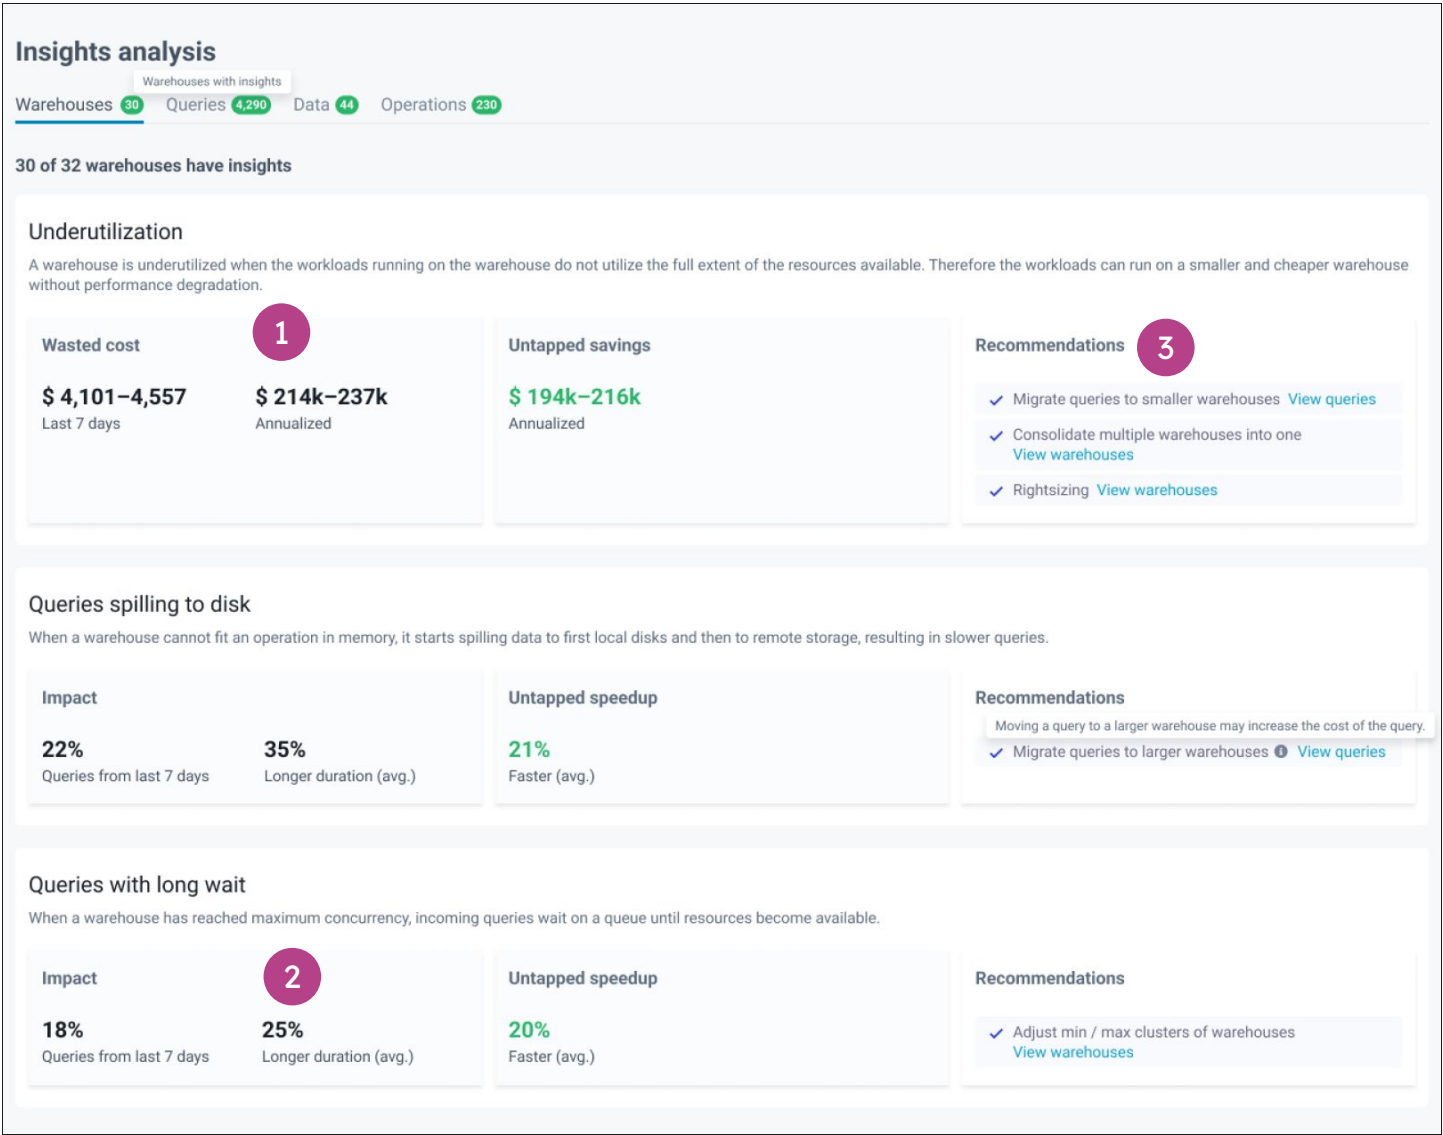 Insights analysis
Warehouses with insights
Warehouses 30 Queries 4,290 Data 44 Operations 230
30 of 32 warehouses have insights
Underutilization
A warehouse is underutilized when the workloads running on the warehouse do not utilize the full extent of the resources available. Therefore the workloads can run on a smaller and cheaper warehouse
without performance degradation.
Wasted cost
1
$ 4,101–4,557
Last 7 days
$ 214k–237k
Annualized
Untapped savings
$ 194k–216k
Annualized
Recommendations
3
Migrate queries to smaller warehouses View queries
Consolidate multiple warehouses into one
View warehouses
Rightsizing View warehouses
Queries spilling to disk
When a warehouse cannot fit an operation in memory, it starts spilling data to first local disks and then to remote storage, resulting in slower queries.
Impact
22%
Queries from last 7 days
35%
Longer duration (avg.)
Untapped speedup
21%
Faster (avg.)
Recommendations
Moving a query to a larger warehouse may increase the cost of the query.
Migrate queries to larger warehouses View queries
Queries with long wait
When a warehouse has reached maximum concurrency, incoming queries wait on a queue until resources become available.
Impact
2
18%
Queries from last 7 days
25%
Longer duration (avg.)
Untapped speedup
20%
Faster (avg.)
Recommendations
Adjust min / max clusters of warehouses
View warehouses